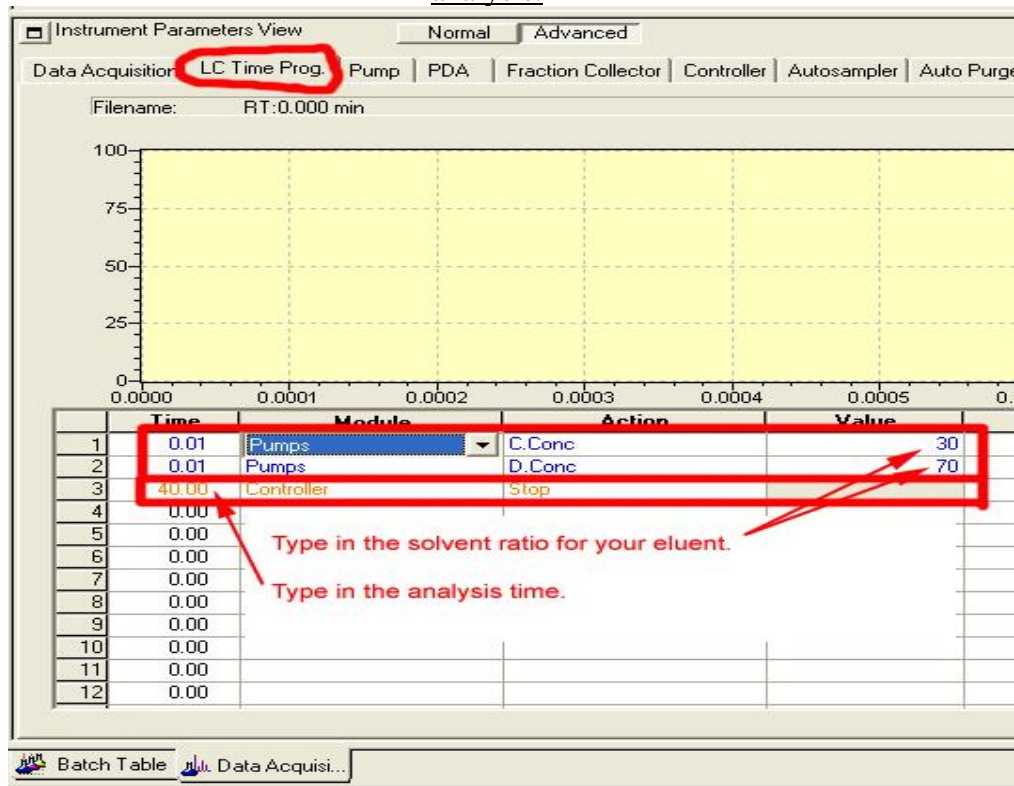 Instrument Parameters View Normal Advanced
Data Acquisition LC Time Prog. Pump PDA Fraction Collector Controller Autosampler Auto Purge
Filename: RT:0.000 min
100
75
50
25
0
0.0000 0.0001 0.0002 0.0003 0.0004 0.0005 0.
Time Module Action Value
1 0.01 Pumps C.Conc 30
2 0.01 Pumps D.Conc 70
3 40.00 Controller Stop
4 0.00
5 0.00
Type in the solvent ratio for your eluent.
6 0.00
7 0.00
Type in the analysis time.
8 0.00
9 0.00
10 0.00
11 0.00
12 0.00
Batch Table Data Acquisi...